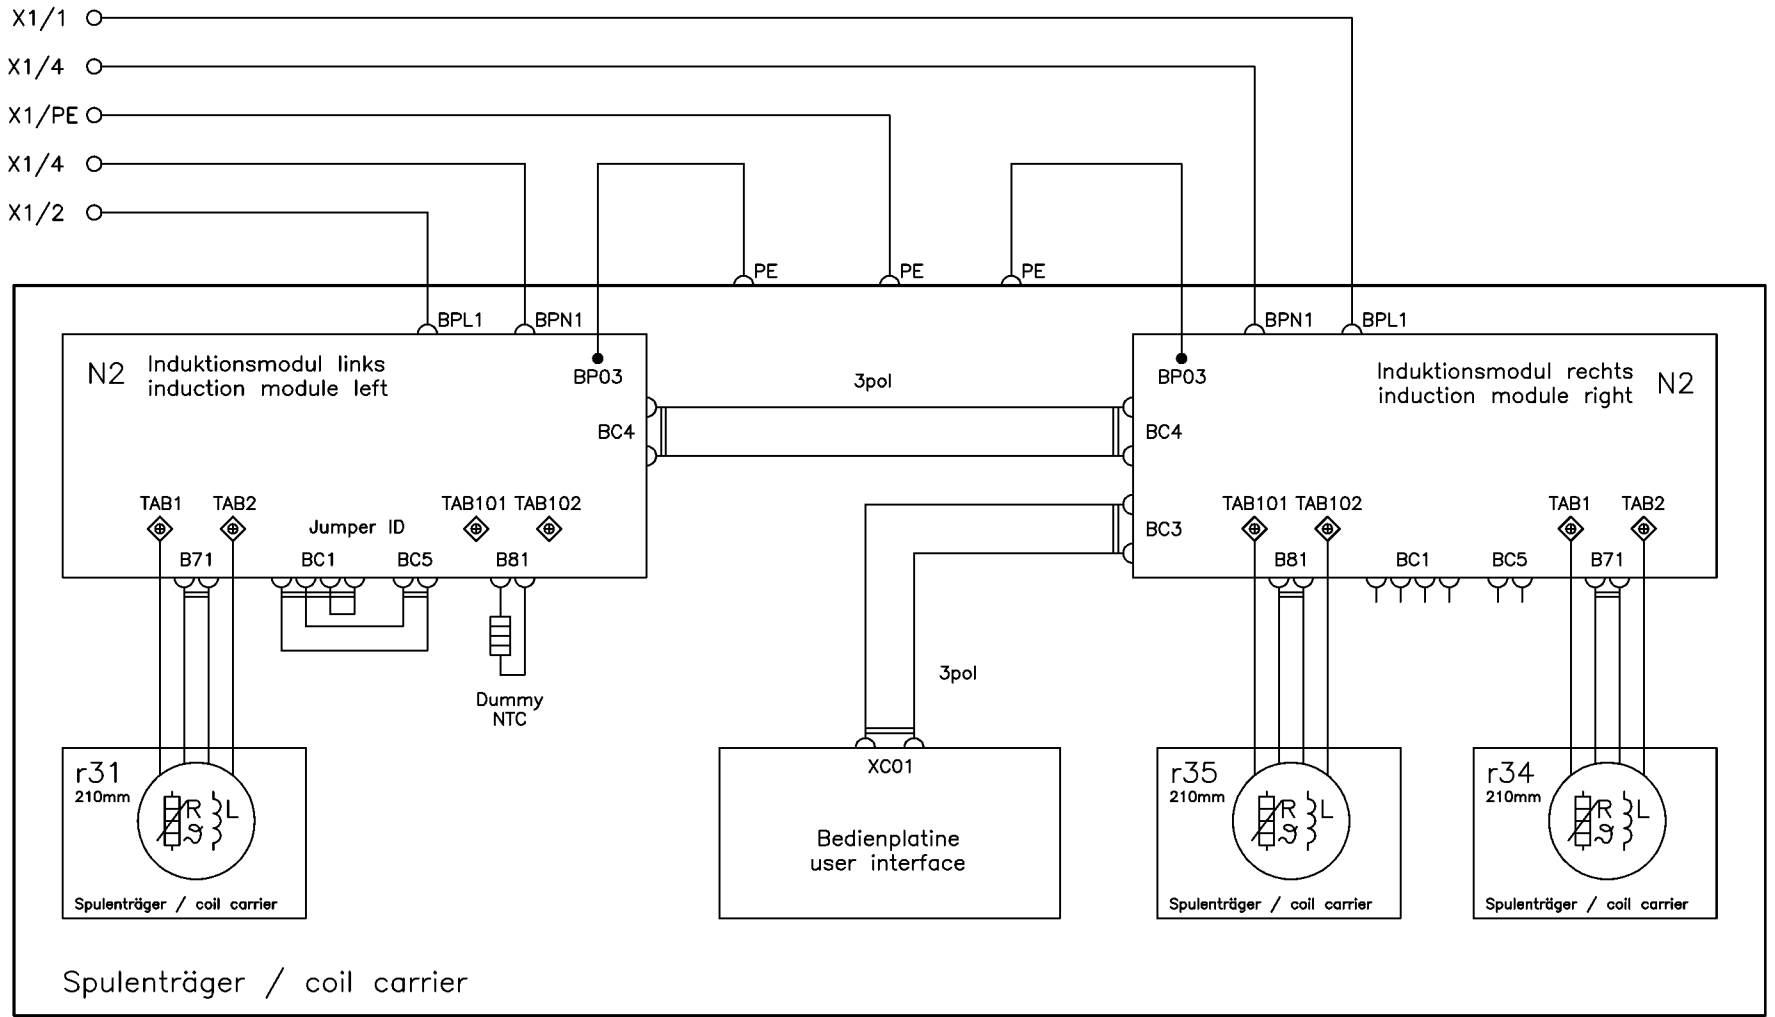 X1/1
X1/4
X1/PE
X1/4
X1/2
PE
PE
PE
BPL1
BPN1
BPN1
BPL1
N2
Induktionsmodul links
induction module left
BP03
3pol
BP03
Induktionsmodul rechts
induction module right
N2
BC4
BC4
TAB1
TAB2
Jumper ID
TAB101
TAB102
BC3
TAB101
TAB102
TAB1
TAB2
B71
BC1
BC5
B81
B81
BC1
BC5
B71
3pol
Dummy
NTC
r31
210mm
R
L
ϑ
Spulenträger / coil carrier
XC01
Bedienplatine
user interface
r35
210mm
R
L
ϑ
Spulenträger / coil carrier
r34
210mm
R
L
ϑ
Spulenträger / coil carrier
Spulenträger / coil carrier